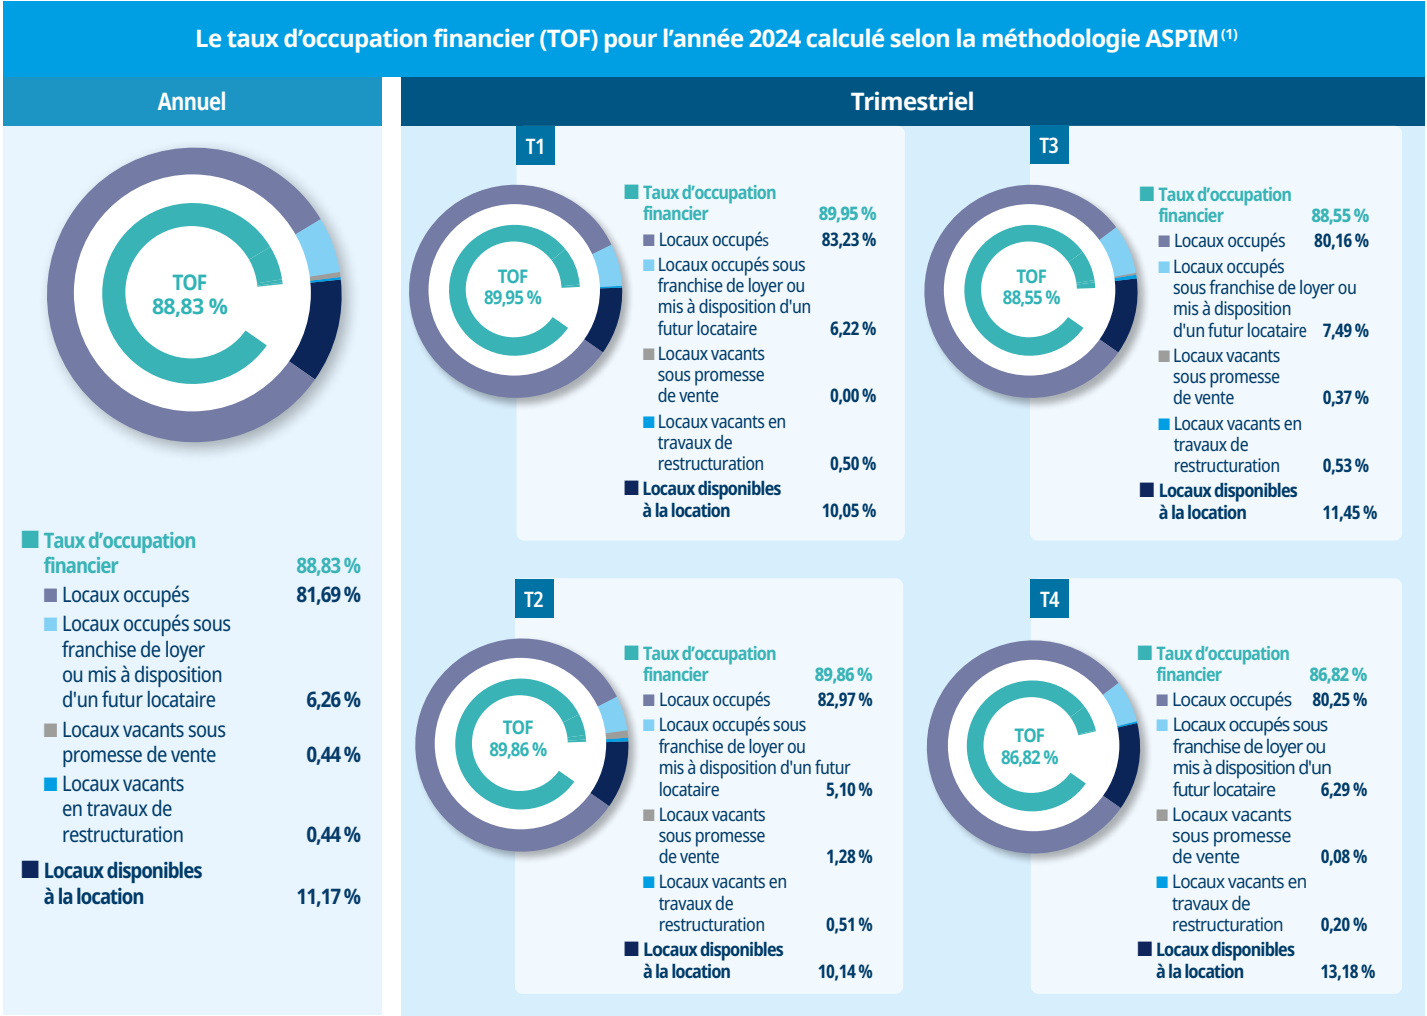 Le taux d’occupation financier (TOF) pour l’année 2024 calculé selon la méthodologie ASPIM(1)
Annuel
TOF
88,83 %
Taux d’occupation
financier 88,83 %
Locaux occupés 81,69 %
Locaux occupés sous
franchise de loyer
ou mis à disposition
d'un futur locataire 6,26 %
Locaux vacants sous
promesse de vente 0,44 %
Locaux vacants
en travaux de
restructuration 0,44 %
Locaux disponibles
à la location 11,17 %
Trimestriel
T1
TOF
89,95 %
Taux d’occupation
financier 89,95 %
Locaux occupés 83,23 %
Locaux occupés sous
franchise de loyer ou
mis à disposition d'un
futur locataire 6,22 %
Locaux vacants
sous promesse
de vente 0,00 %
Locaux vacants en
travaux de
restructuration 0,50 %
Locaux disponibles
à la location 10,05 %
T2
TOF
89,86 %
Taux d’occupation
financier 89,86 %
Locaux occupés 82,97 %
Locaux occupés sous
franchise de loyer ou
mis à disposition d'un futur
locataire 5,10 %
Locaux vacants
sous promesse
de vente 1,28 %
Locaux vacants en
travaux de
restructuration 0,51 %
Locaux disponibles
à la location 10,14 %
T3
TOF
88,55 %
Taux d’occupation
financier 88,55 %
Locaux occupés 80,16 %
Locaux occupés
sous franchise de loyer ou
mis à disposition
d'un futur locataire 7,49 %
Locaux vacants
sous promesse
de vente 0,37 %
Locaux vacants en
travaux de
restructuration 0,53 %
Locaux disponibles
à la location 11,45 %
T4
TOF
86,82 %
Taux d’occupation
financier 86,82 %
Locaux occupés 80,25 %
Locaux occupés sous
franchise de loyer ou
mis à disposition d'un
futur locataire 6,29 %
Locaux vacants
sous promesse
de vente 0,08 %
Locaux vacants en
travaux de
restructuration 0,20 %
Locaux disponibles
à la location 13,18 %